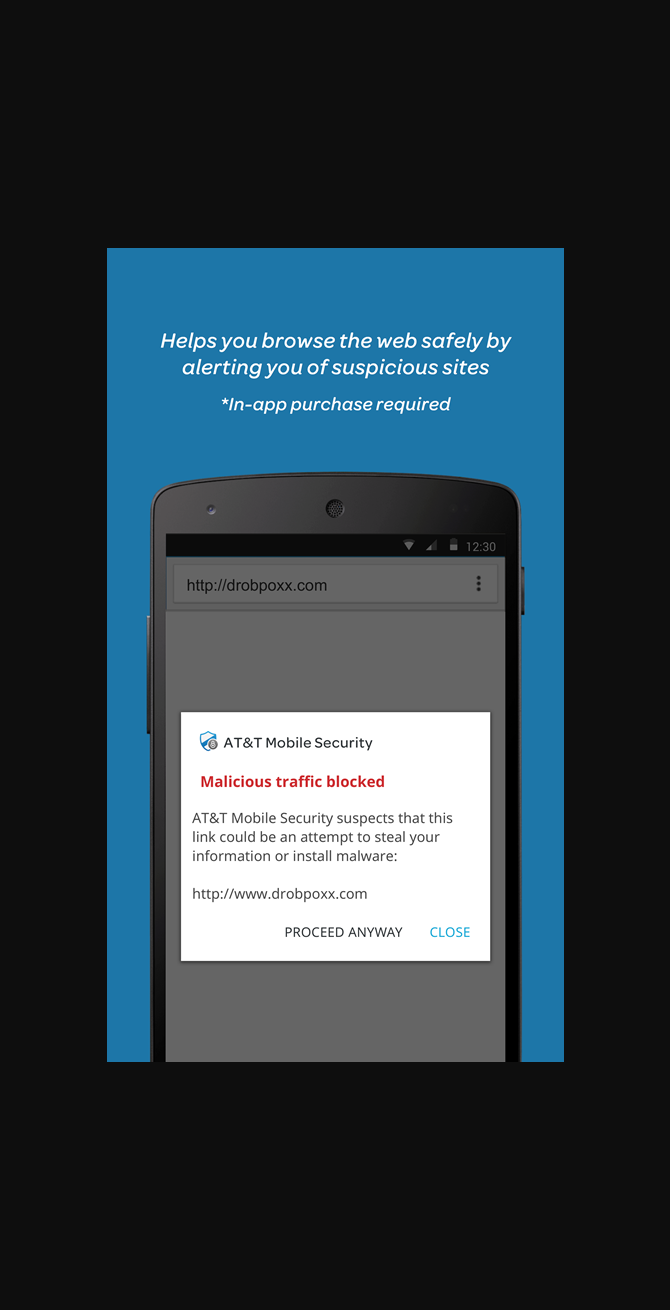 Helps you browse the web safely by
alerting you of suspicious sites
*In-app purchase required
12:30
http://drobpoxx.com
AT&T Mobile Security
Malicious traffic blocked
AT&T Mobile Security suspects that this
link could be an attempt to steal your
information or install malware:
http://www.drobpoxx.com
PROCEED ANYWAY CLOSE